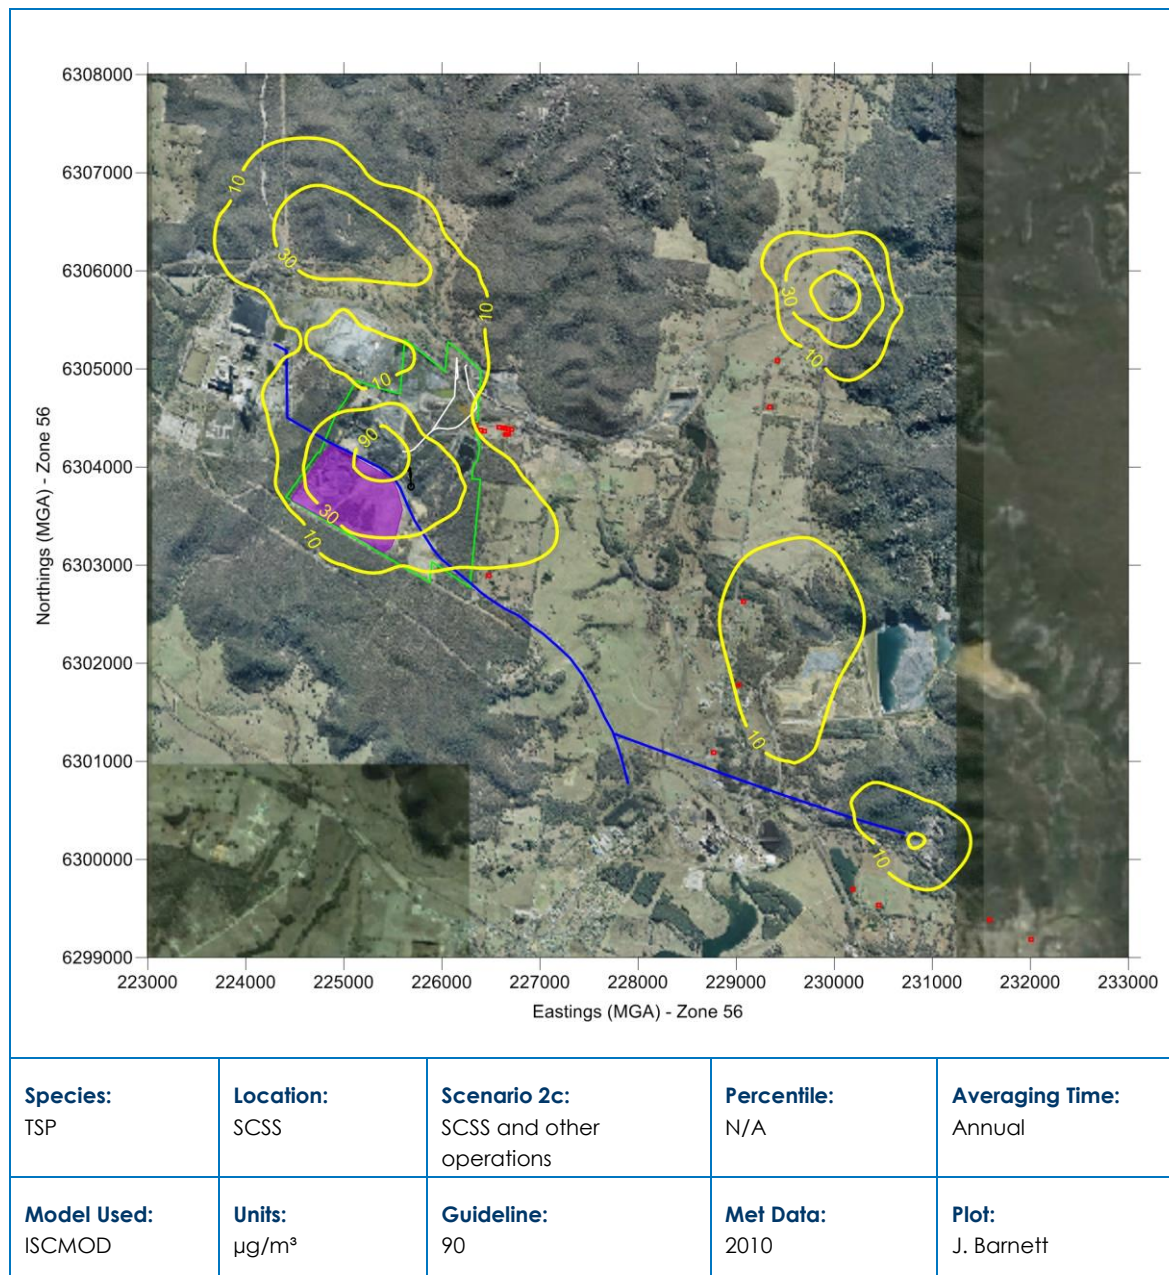 6308000
6307000
6306000
6305000
6304000
6303000
6302000
6301000
6300000
6299000
Northings (MGA) - Zone 56
10
30
10
10
90
30
10
30
10
10
10
223000 224000 225000 226000 227000 228000 229000 230000 231000 232000 233000
Eastings (MGA) - Zone 56
Species: Location: Scenario 2c: Percentile: Averaging Time:
TSP SCSS SCSS and other N/A Annual
operations
Model Used: Units: Guideline: Met Data: Plot:
ISCMOD µg/m³ 90 2010 J. Barnett